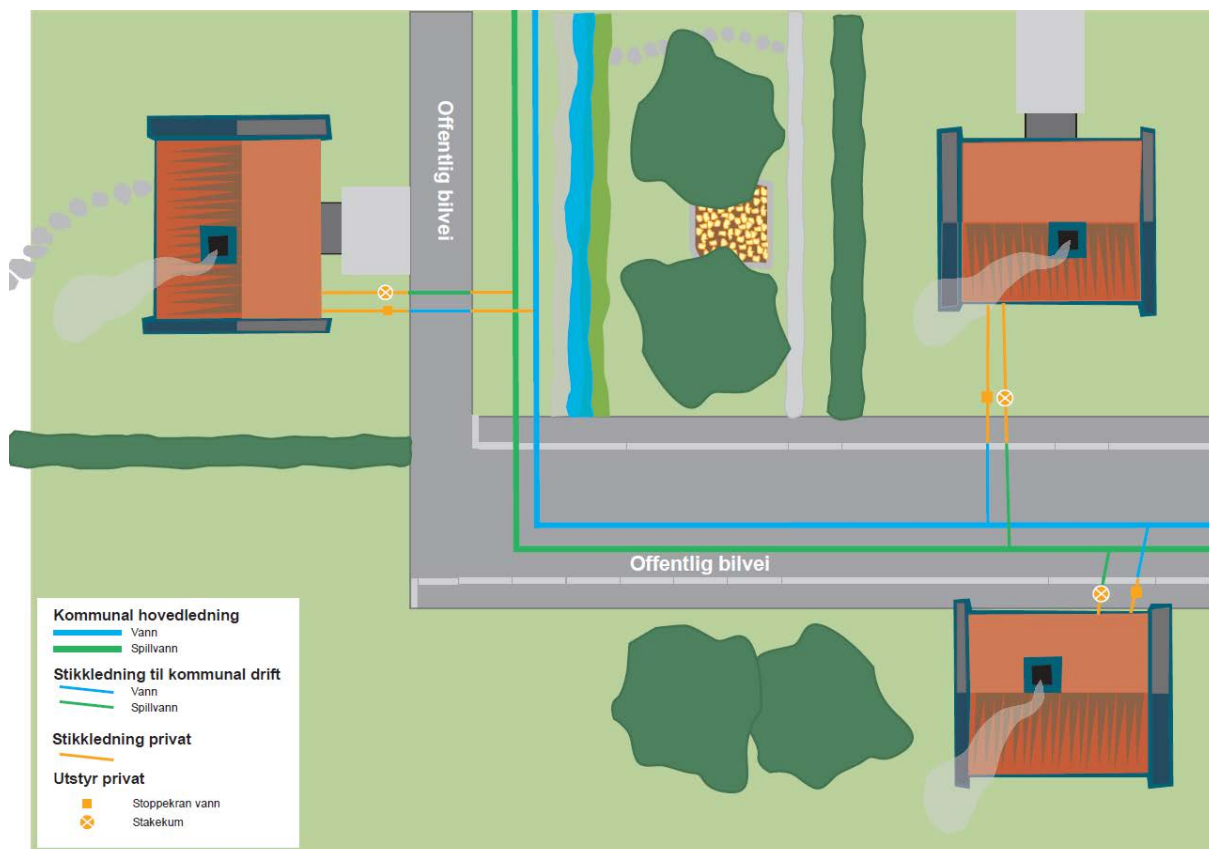 Offentlig bilvei
Offentlig bilvei
Kommunal hovedledning
Vann
Spillvann
Stikkledning til kommunal drift
Vann
Spillvann
Stikkledning privat
Utstyr privat
Stoppekran vann
Stakekum